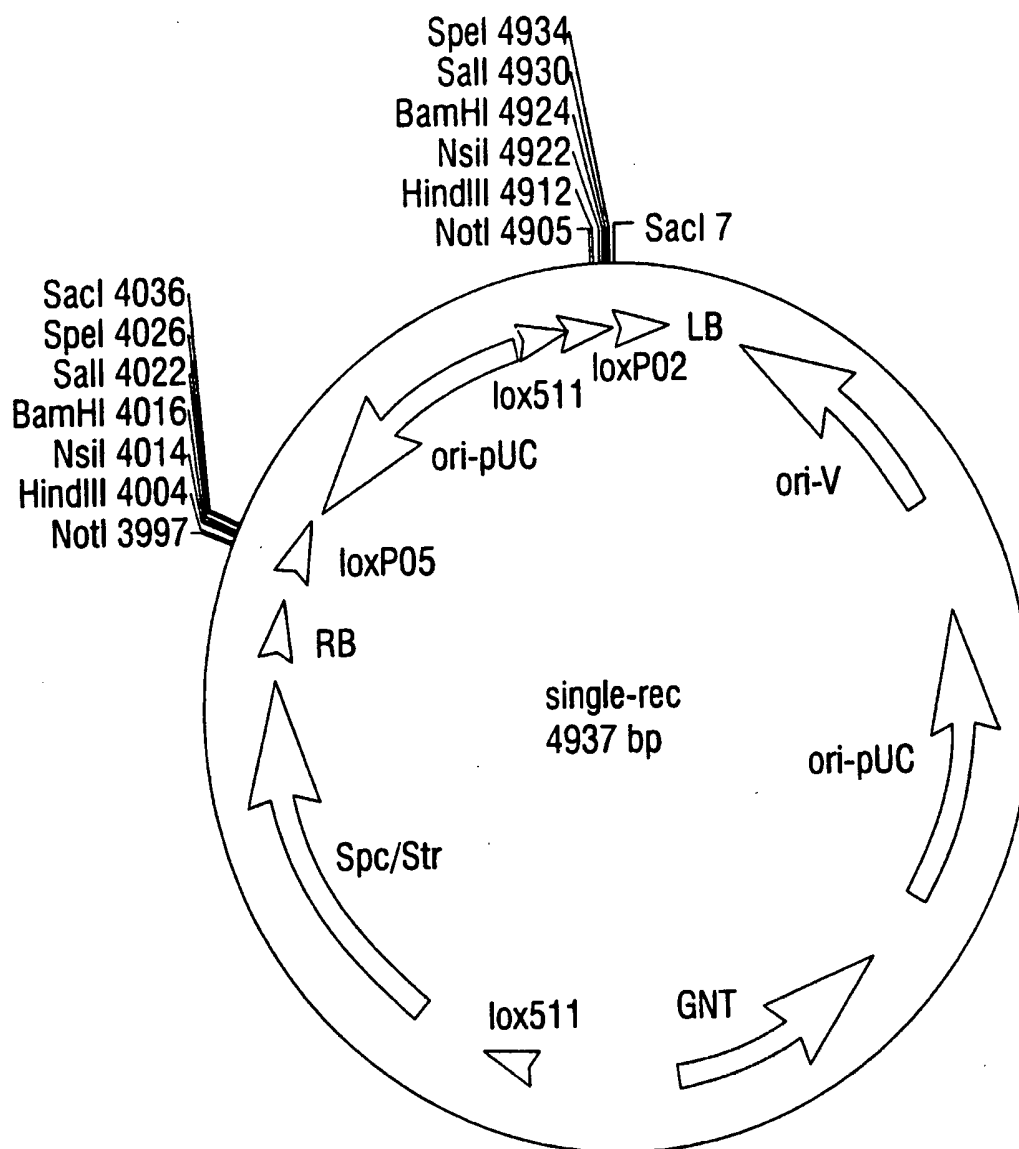 SpeI 4934
SalI 4930
BamHI 4924
NsiI 4922
HindIII 4912
NotI 4905
SacI 7
SacI 4036
SpeI 4026
SalI 4022
BamHI 4016
NsiI 4014
HindIII 4004
NotI 3997
LB
loxP02
lox511
ori-pUC
ori-V
loxP05
RB
single-rec
4937 bp
ori-pUC
Spc/Str
lox511
GNT